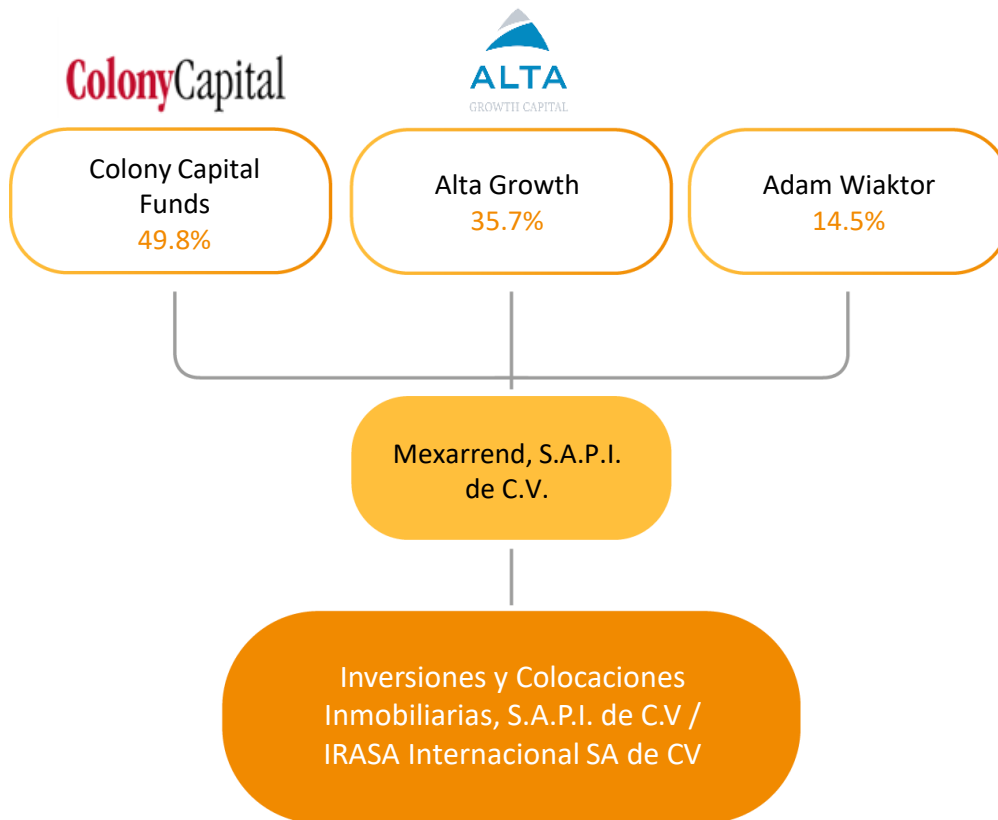 ColonyCapital
ALTA
GROWTH CAPITAL
Colony Capital
Funds
49.8%
Alta Growth
35.7%
Adam Wiaktor
14.5%
Mexarrend, S.A.P.I.
de C.V.
Inversiones y Colocaciones
Inmobiliarias, S.A.P.I. de C.V /
IRASA Internacional SA de CV